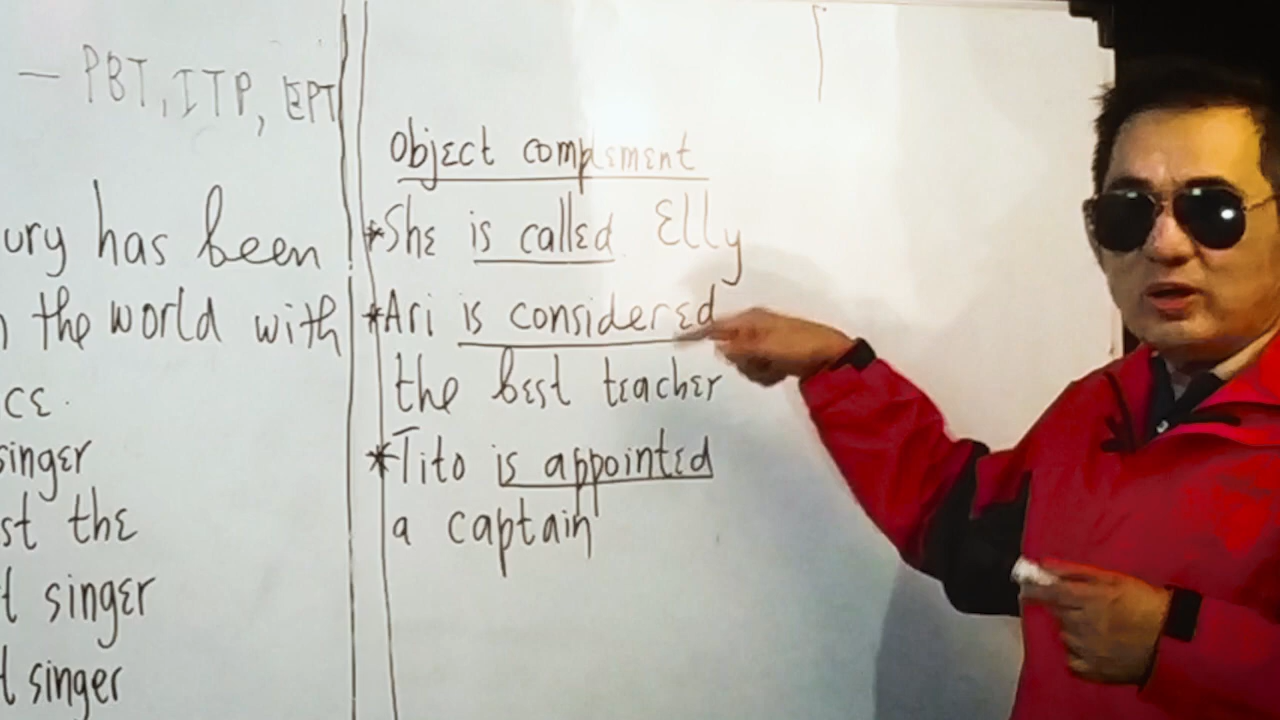 — PBT, ITP, EPT
ury has been
the world with
ce.
singer
st the
t singer
t singer
Object complement
*She is called Elly
*Ari is considered
the best teacher
*Tito is appointed
a captain